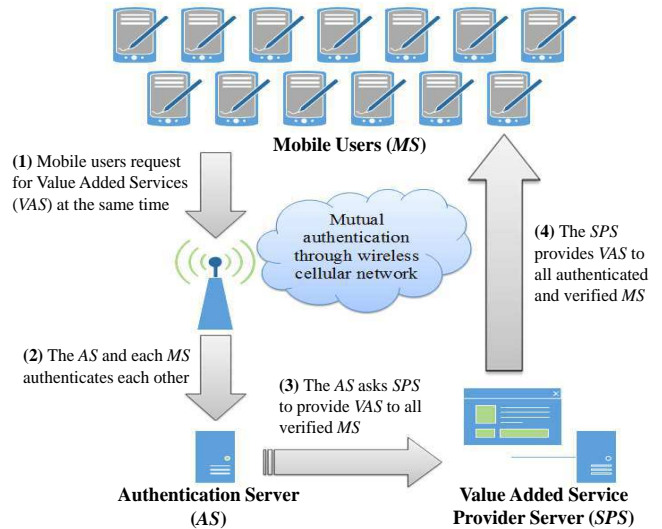 Mobile Users (MS)
(1) Mobile users request
for Value Added Services
(VAS) at the same time
Mutual
authentication
through wireless
cellular network
(4) The SPS
provides VAS to
all authenticated
and verified MS
(2) The AS and each MS
authenticates each other
(3) The AS asks SPS
to provide VAS to all
verified MS
Authentication Server
(AS)
Value Added Service
Provider Server (SPS)